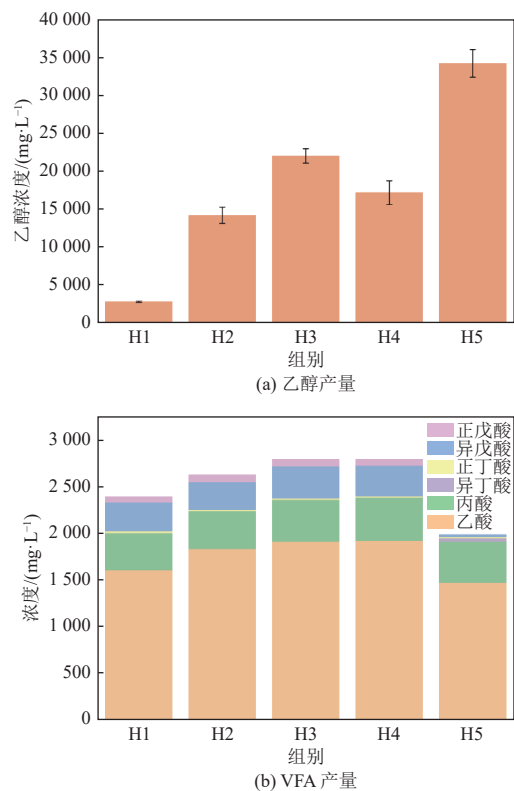 40 000
35 000
30 000
25 000
20 000
15 000
10 000
5 000
0
乙醇浓度/(mg·L⁻¹)
H1 H2 H3 H4 H5
组别
(a) 乙醇产量
3 000
2 500
2 000
1 500
1 000
500
0
浓度/(mg·L⁻¹)
正戊酸
异戊酸
正丁酸
异丁酸
丙酸
乙酸
H1 H2 H3 H4 H5
组别
(b) VFA 产量